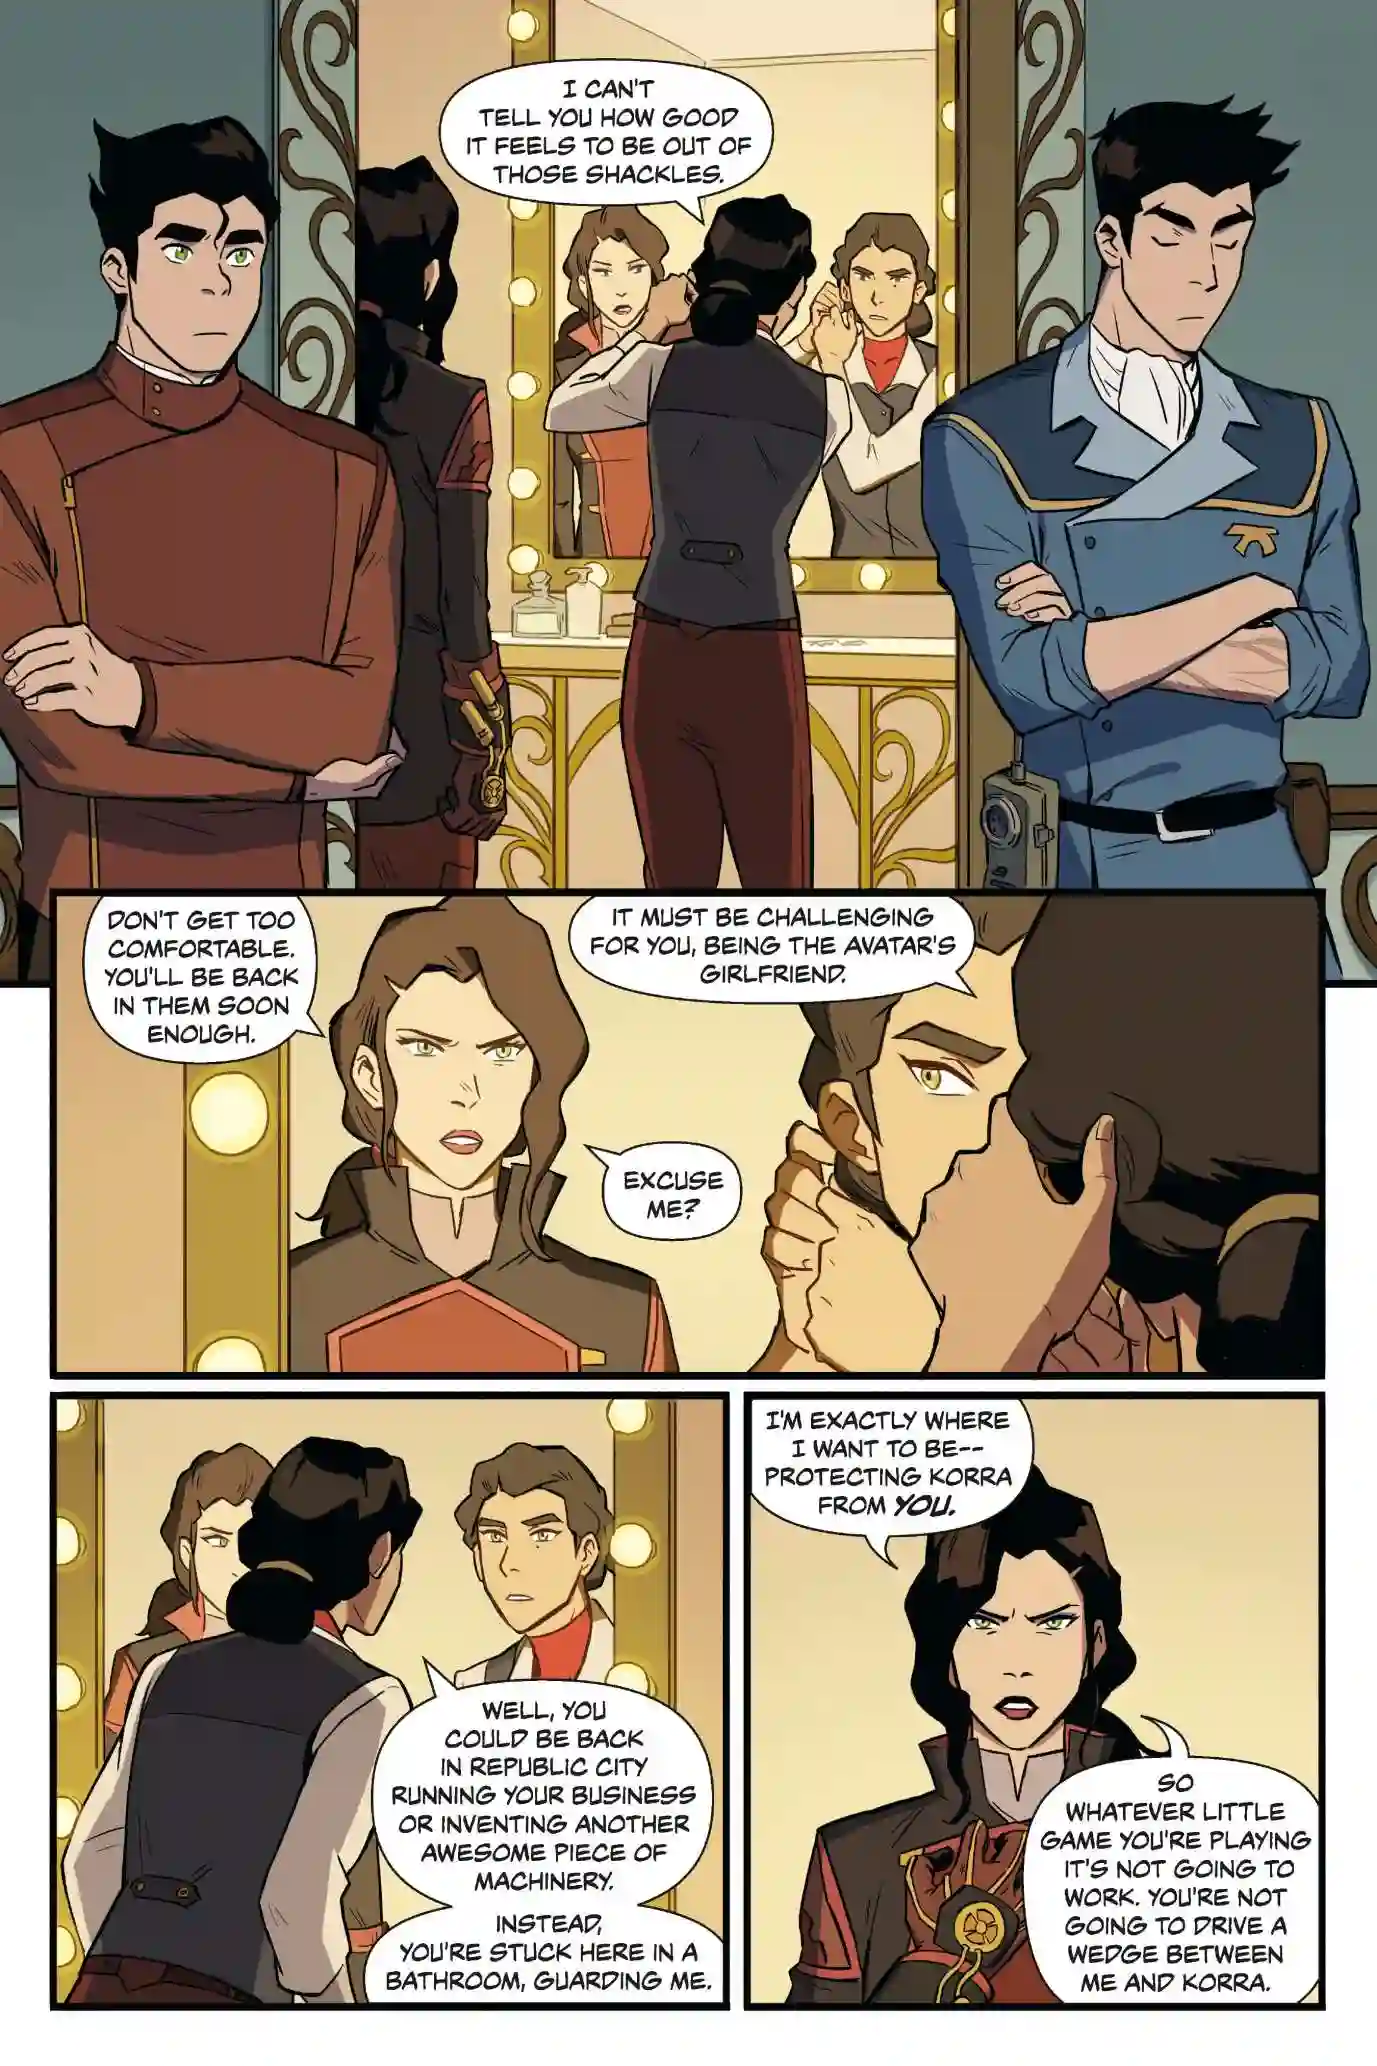 I CAN'T
TELL YOU HOW GOOD
IT FEELS TO BE OUT OF
THOSE SHACKLES.
DON'T GET TOO
COMFORTABLE.
YOU'LL BE BACK
IN THEM SOON
ENOUGH.
IT MUST BE CHALLENGING
FOR YOU, BEING THE AVATAR'S
GIRLFRIEND.
EXCUSE
ME?
WELL, YOU
COULD BE BACK
IN REPUBLIC CITY
RUNNING YOUR BUSINESS
OR INVENTING ANOTHER
AWESOME PIECE OF
MACHINERY.
INSTEAD,
YOU'RE STUCK HERE IN A
BATHROOM, GUARDING ME.
I'M EXACTLY WHERE
I WANT TO BE--
PROTECTING KORRA
FROM YOU.
SO
WHATEVER LITTLE
GAME YOU'RE PLAYING
IT'S NOT GOING TO
WORK. YOU'RE NOT
GOING TO DRIVE A
WEDGE BETWEEN
ME AND KORRA.